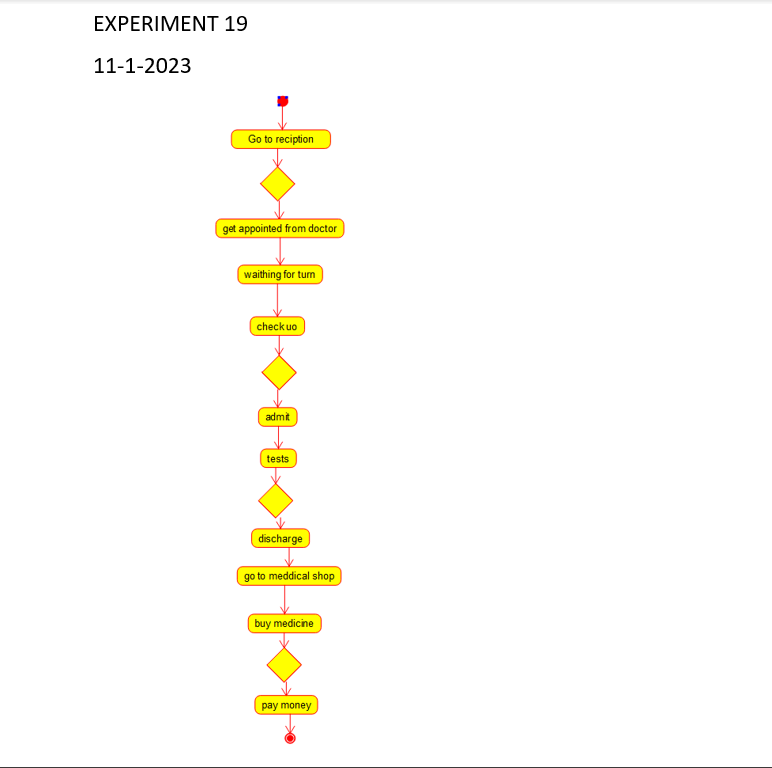 EXPERIMENT 19
11-1-2023
Go to reciption
get appointed from doctor
waithing for turn
check uo
admit
tests
discharge
go to meddical shop
buy medicine
pay money